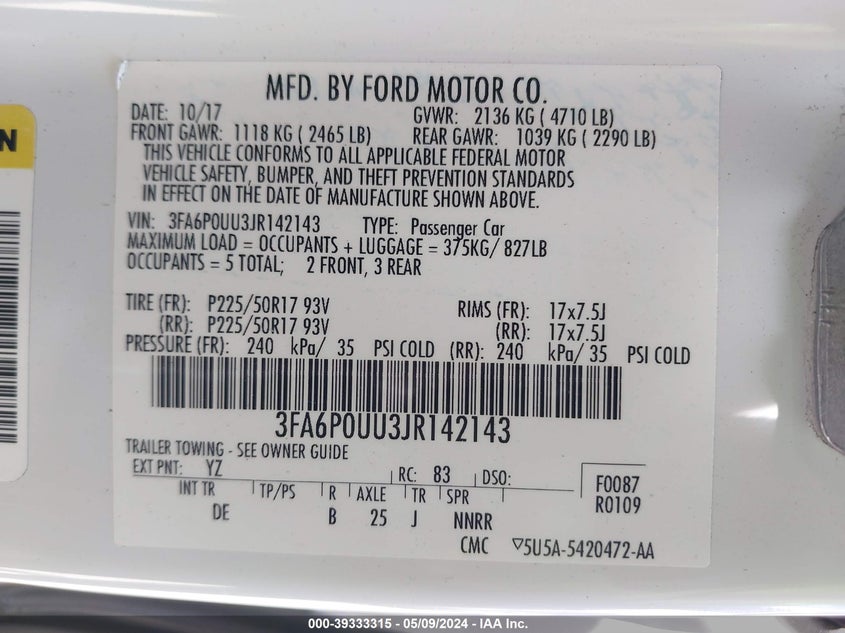 MFD. BY FORD MOTOR CO.
DATE: 10/17 GVWR: 2136 KG ( 4710 LB)
FRONT GAWR: 1118 KG ( 2465 LB) REAR GAWR: 1039 KG ( 2290 LB)
THIS VEHICLE CONFORMS TO ALL APPLICABLE FEDERAL MOTOR
VEHICLE SAFETY, BUMPER, AND THEFT PREVENTION STANDARDS
IN EFFECT ON THE DATE OF MANUFACTURE SHOWN ABOVE.
VIN: 3FA6P0UU3JR142143 TYPE: Passenger Car
MAXIMUM LOAD = OCCUPANTS + LUGGAGE = 375KG/ 827LB
OCCUPANTS = 5 TOTAL; 2 FRONT, 3 REAR
TIRE (FR): P225/50R17 93V RIMS (FR): 17x7.5J
(RR): P225/50R17 93V (RR): 17x7.5J
PRESSURE (FR): 240 kPa/ 35 PSI COLD (RR): 240 kPa/ 35 PSI COLD
3FA6P0UU3JR142143
TRAILER TOWING - SEE OWNER GUIDE
EXT PNT: YZ RC: 83 DSO: F0087
R0109
INT TR TP/PS R AXLE TR SPR
DE B 25 J NNRR
CMC ▽5U5A-5420472-AA
N
000-39333315 - 05/09/2024 - IAA Inc.